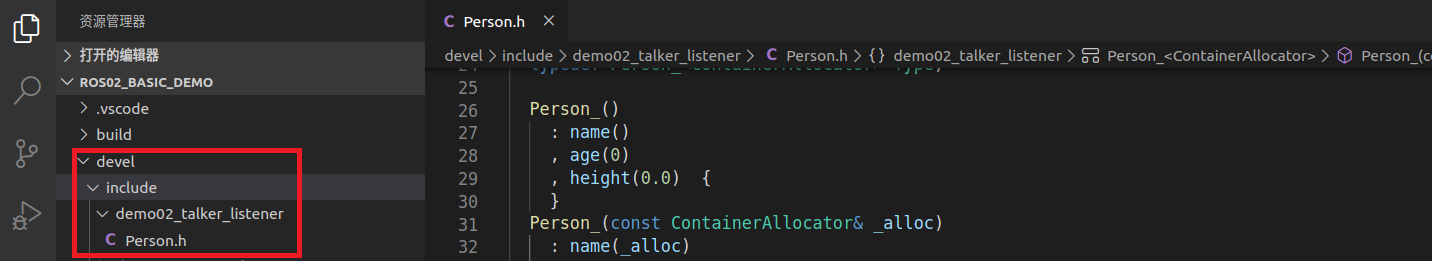 资源管理器
打开的编辑器
ROS02_BASIC_DEMO
.vscode
build
devel
include
demo02_talker_listener
Person.h
Person.h
devel > include > demo02_talker_listener > Person.h > {} demo02_talker_listener > Person_<ContainerAllocator> > Person_(co
25
26 Person_()
27 : name()
28 , age(0)
29 , height(0.0) {
30 }
31 Person_(const ContainerAllocator& _alloc)
32 : name(_alloc)